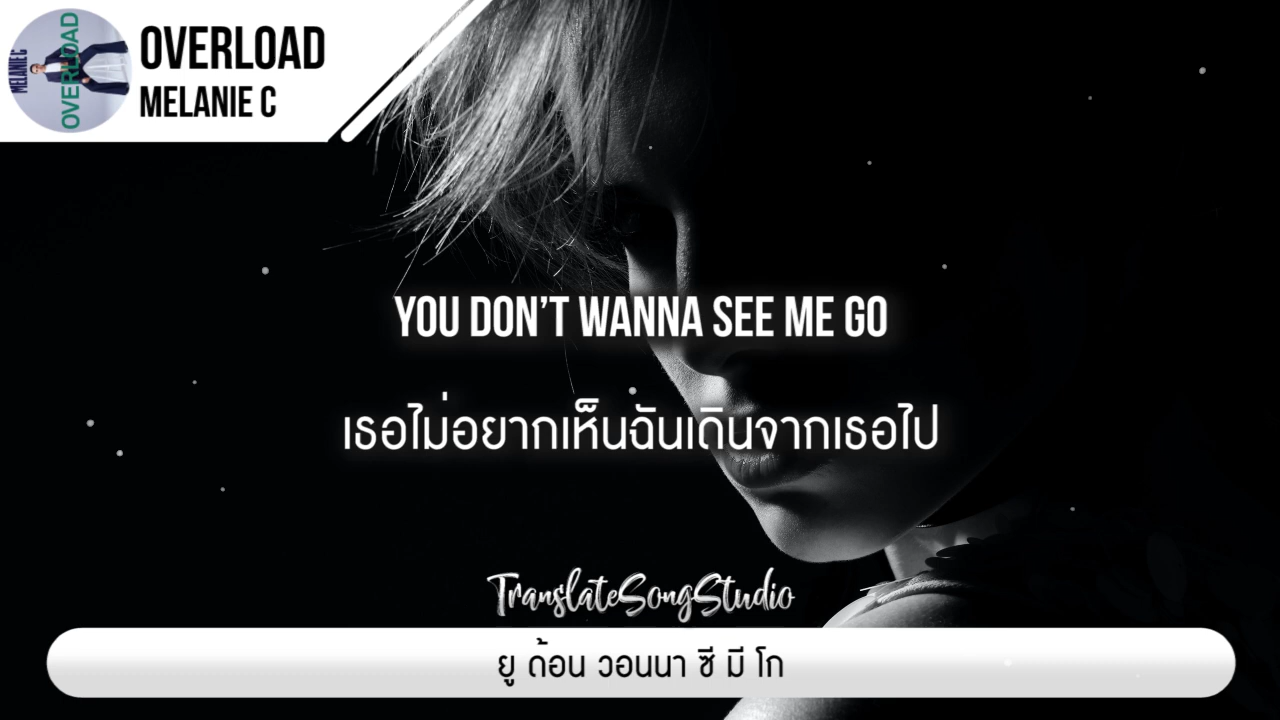 MELANIE C
OVERLOAD
OVERLOAD
MELANIE C
YOU DON'T WANNA SEE ME GO
เธอไม่อยากเห็นฉันเดินจากเธอไป
TranslateSongStudio
ยู ด้อน วอนนา ซี มี โก